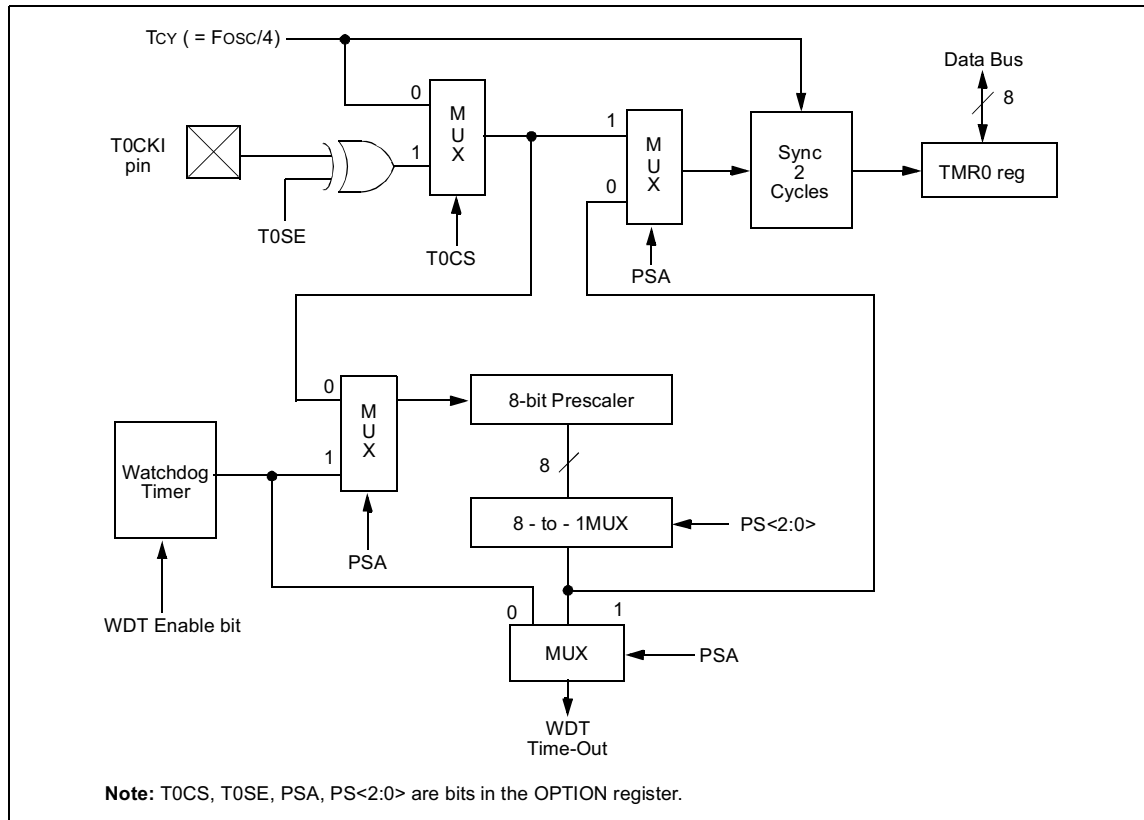 TCY ( = FOSC/4)
Data Bus
8
0
M
U
X
1
T0CKI
pin
T0SE
T0CS
1
M
U
X
0
PSA
Sync
2
Cycles
TMR0 reg
0
M
U
X
1
8-bit Prescaler
Watchdog
Timer
8
8 - to - 1MUX
PS<2:0>
PSA
WDT Enable bit
0
1
MUX
PSA
WDT
Time-Out
Note: T0CS, T0SE, PSA, PS<2:0> are bits in the OPTION register.